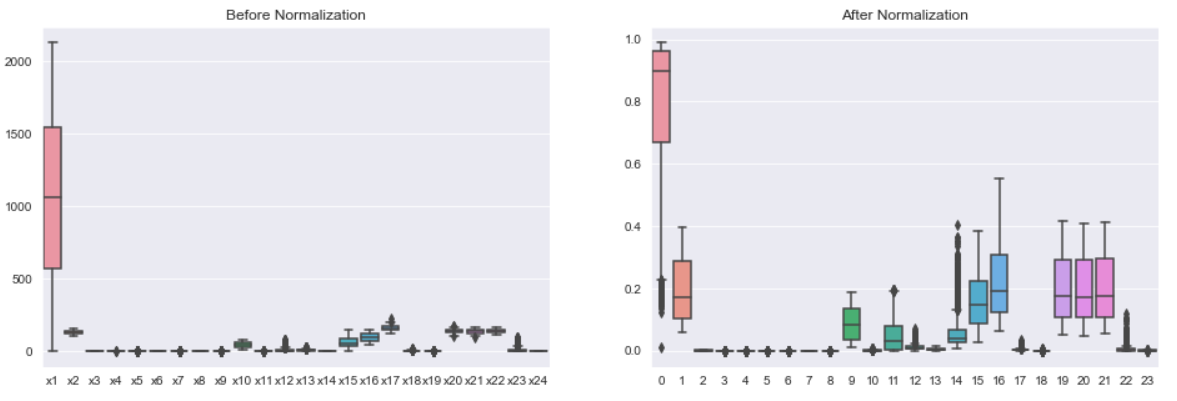 Before Normalization
2000
1500
1000
500
0
x1 x2 x3 x4 x5 x6 x7 x8 x9 x10 x11 x12 x13 x14 x15 x16 x17 x18 x19 x20 x21 x22 x23 x24
After Normalization
1.0
0.8
0.6
0.4
0.2
0.0
0 1 2 3 4 5 6 7 8 9 10 11 12 13 14 15 16 17 18 19 20 21 22 23